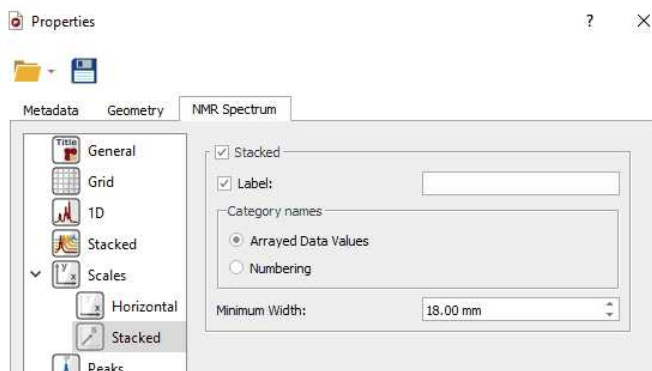 Properties
?
Metadata Geometry NMR Spectrum
Title
General
Stacked
Grid
Label:
1D
Category names
Arrayed Data Values
Stacked
Numbering
y x Scales
x Horizontal
Minimum Width: 18.00 mm
Stacked
Peaks